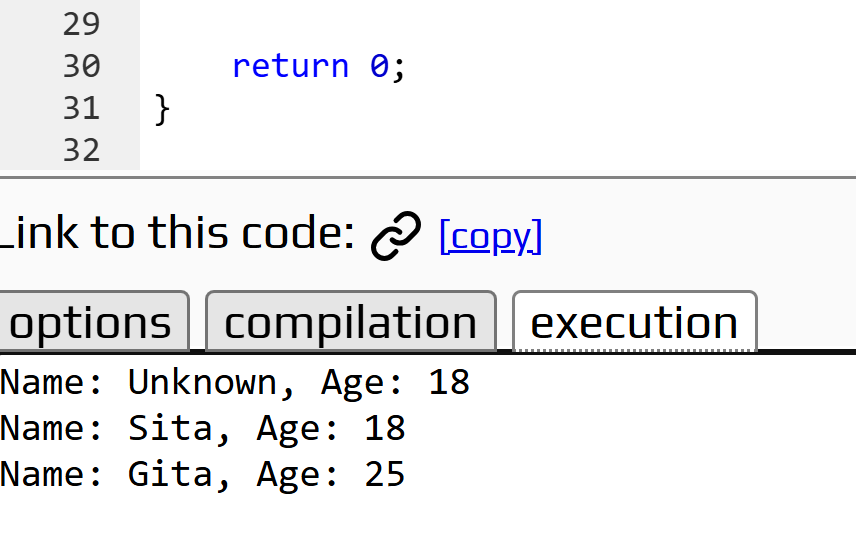 29
30 return 0;
31 }
32
Link to this code: [copy]
options compilation execution
Name: Unknown, Age: 18
Name: Sita, Age: 18
Name: Gita, Age: 25